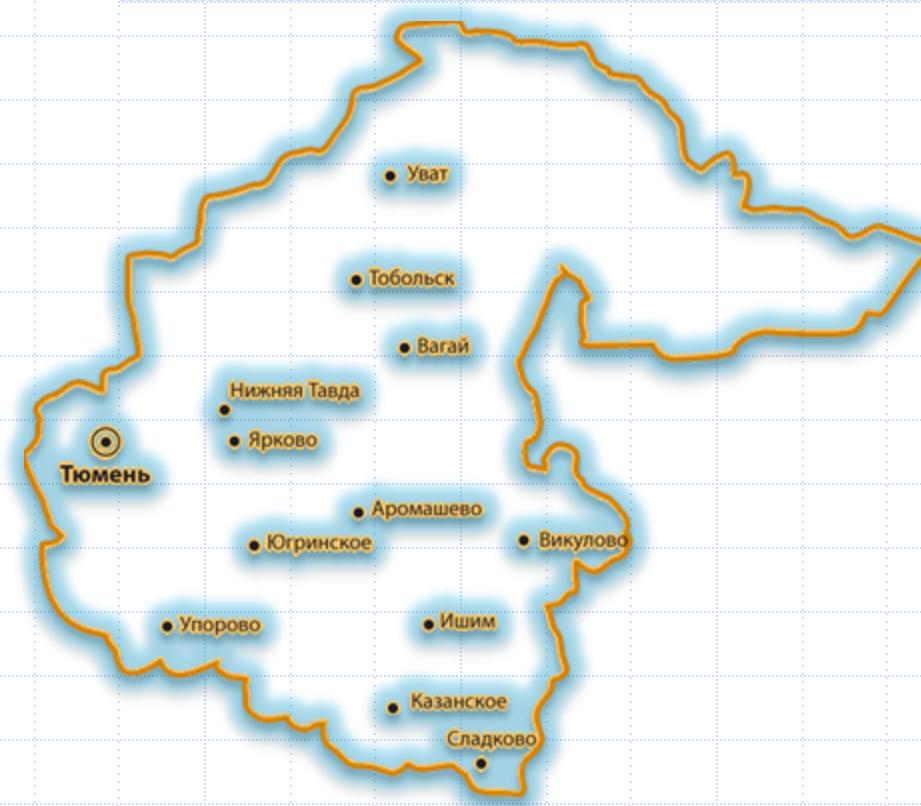 Уват
Тобольск
Вагай
Нижняя Тавда
Ярково
Тюмень
Аромашево
Югринское
Викулово
Упорово
Ишим
Казанское
Сладково